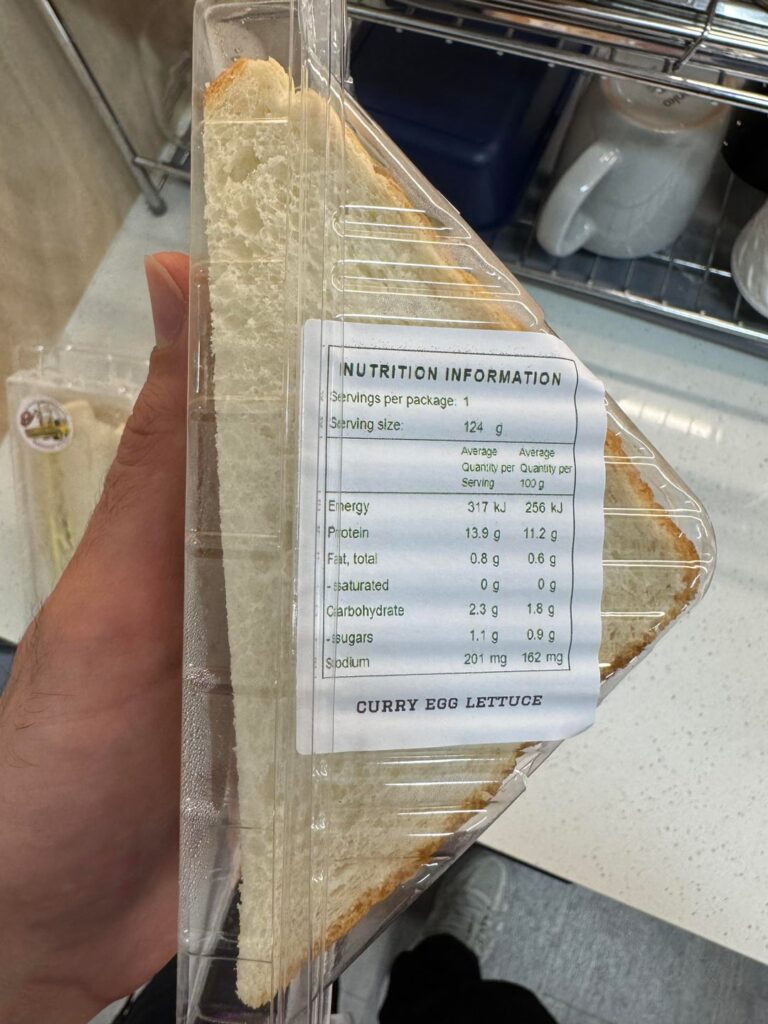 NUTRITION INFORMATION
Servings per package: 1
Serving size: 124 g
Average Average
Quantity per Quantity per
Serving 100 g
Energy 317 kJ 256 kJ
Protein 13.9 g 11.2 g
Fat, total 0.8 g 0.6 g
- saturated 0 g 0 g
Carbohydrate 2.3 g 1.8 g
- sugars 1.1 g 0.9 g
Sodium 201 mg 162 mg
CURRY EGG LETTUCE